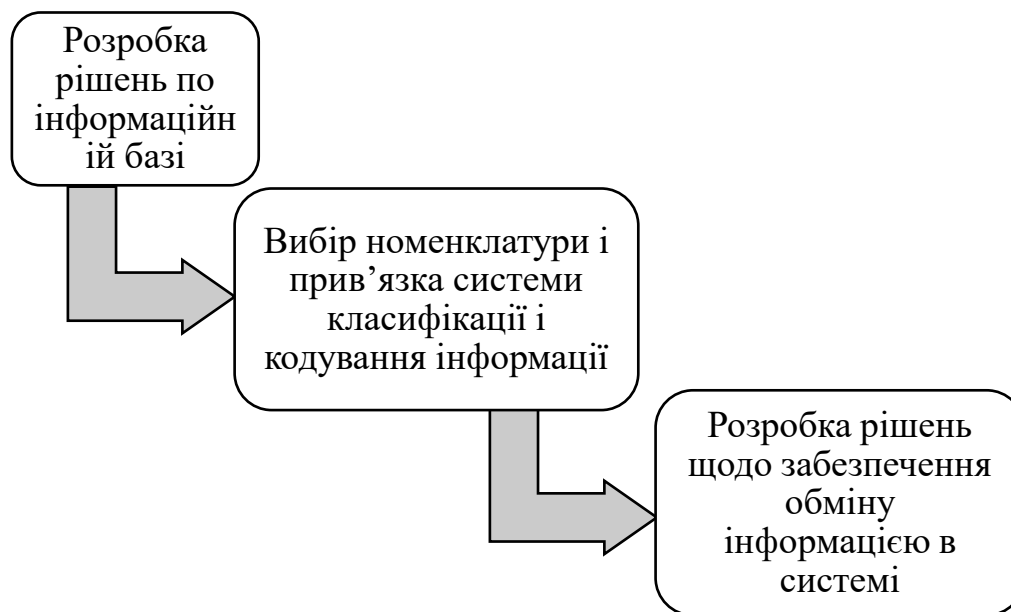 Розробка
рішень по
інформаційн
ій базі
Вибір номенклатури і
прив’язка системи
класифікації і
кодування інформації
Розробка рішень
щодо забезпечення
обміну
інформацією в
системі